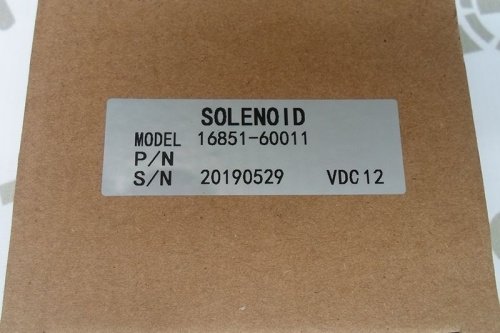 SOLENOID
MODEL 16851-60011
P/N
S/N 20190529 VDC12